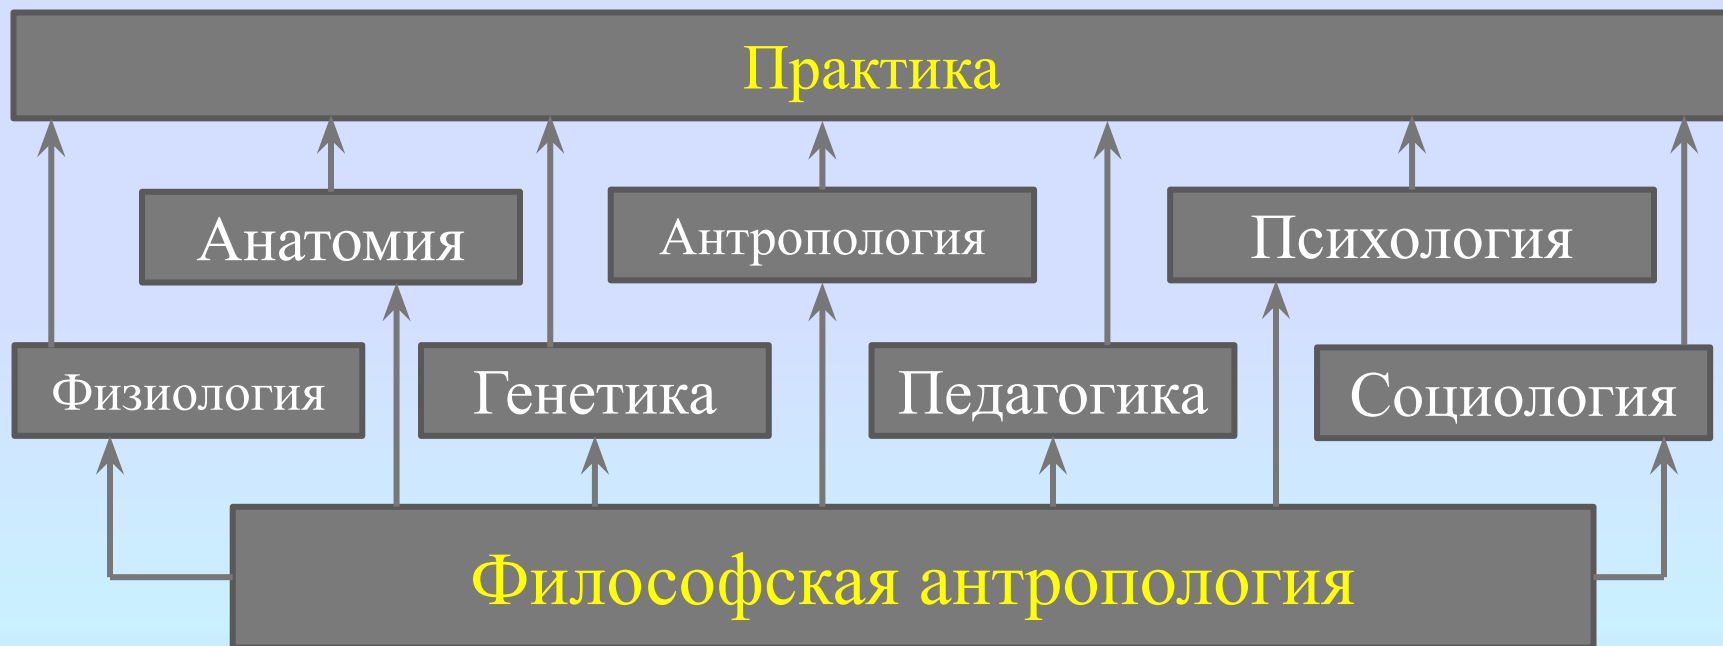 Практика
Анатомия
Антропология
Психология
Физиология
Генетика
Педагогика
Социология
Философская антропология